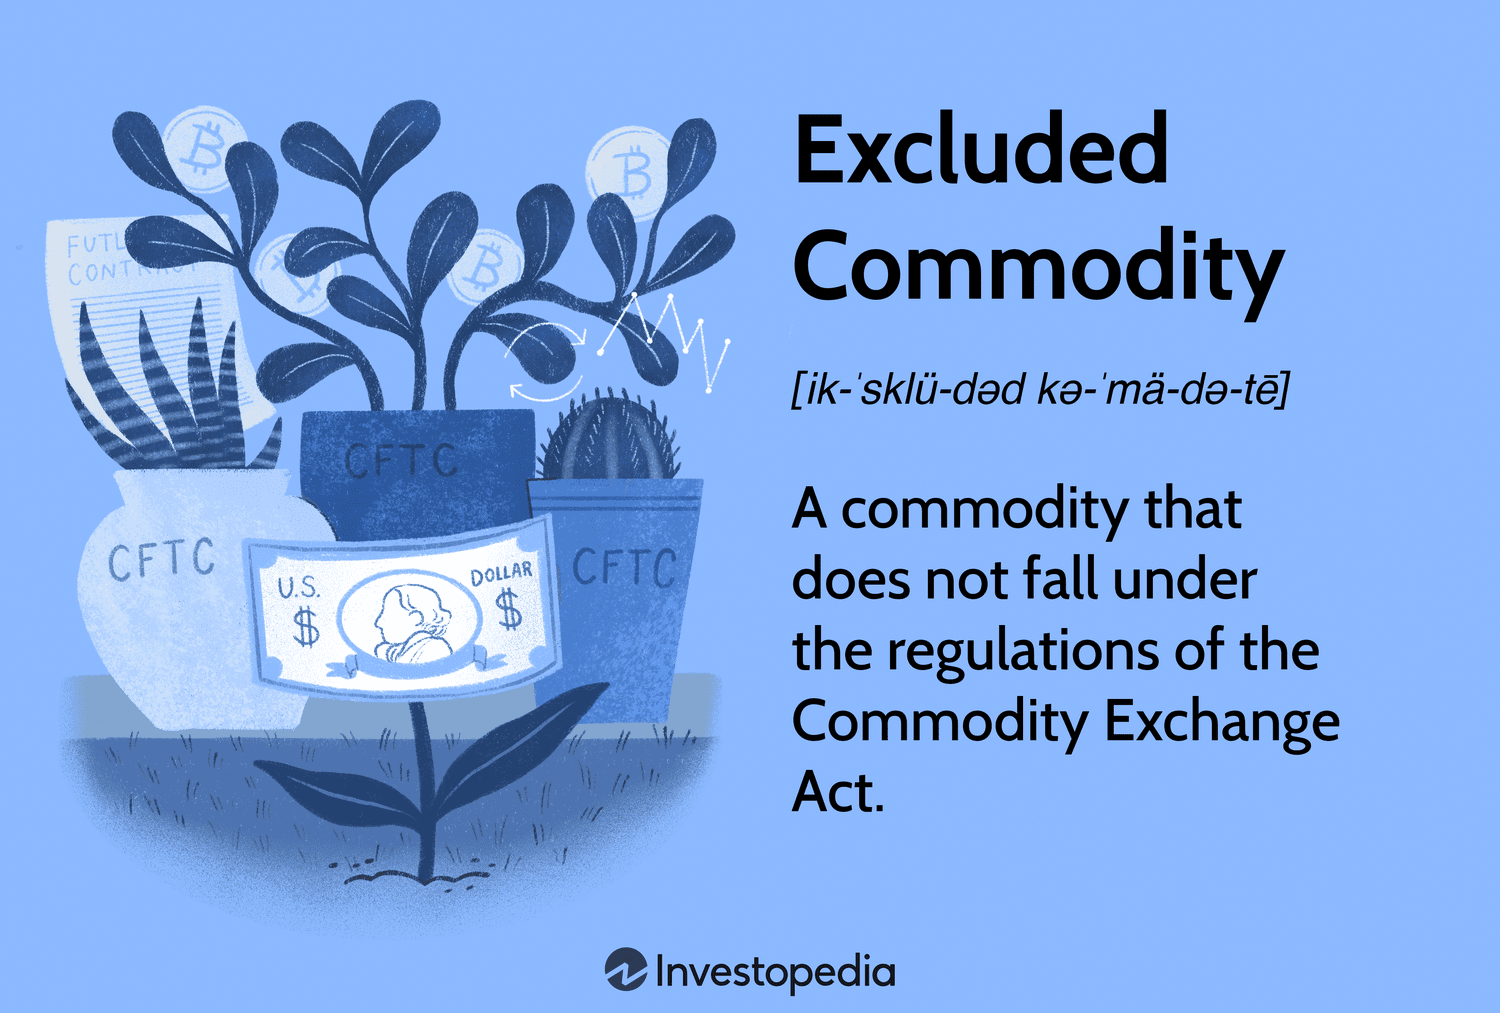 Excluded
Commodity
[ik-ˈsklü-dəd kə-ˈmä-də-tē]
A commodity that
does not fall under
the regulations of the
Commodity Exchange
Act.
CONTRACT
CFTC
CFTC
CFTC
U.S.
$
DOLLAR
$
Investopedia